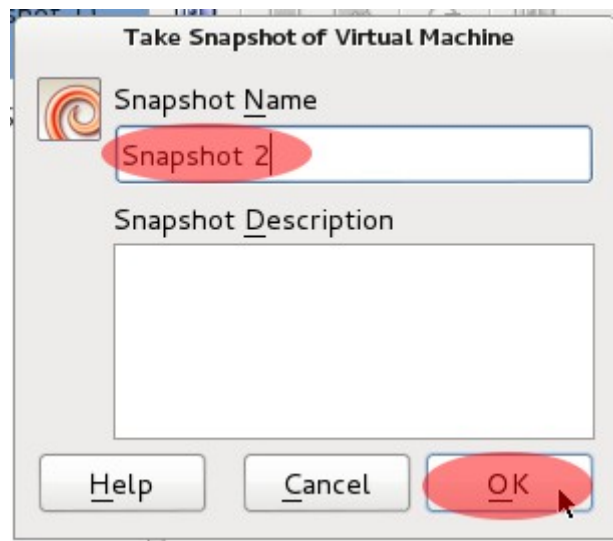 Take Snapshot of Virtual Machine
Snapshot Name
Snapshot 2
Snapshot Description
Help
Cancel
OK